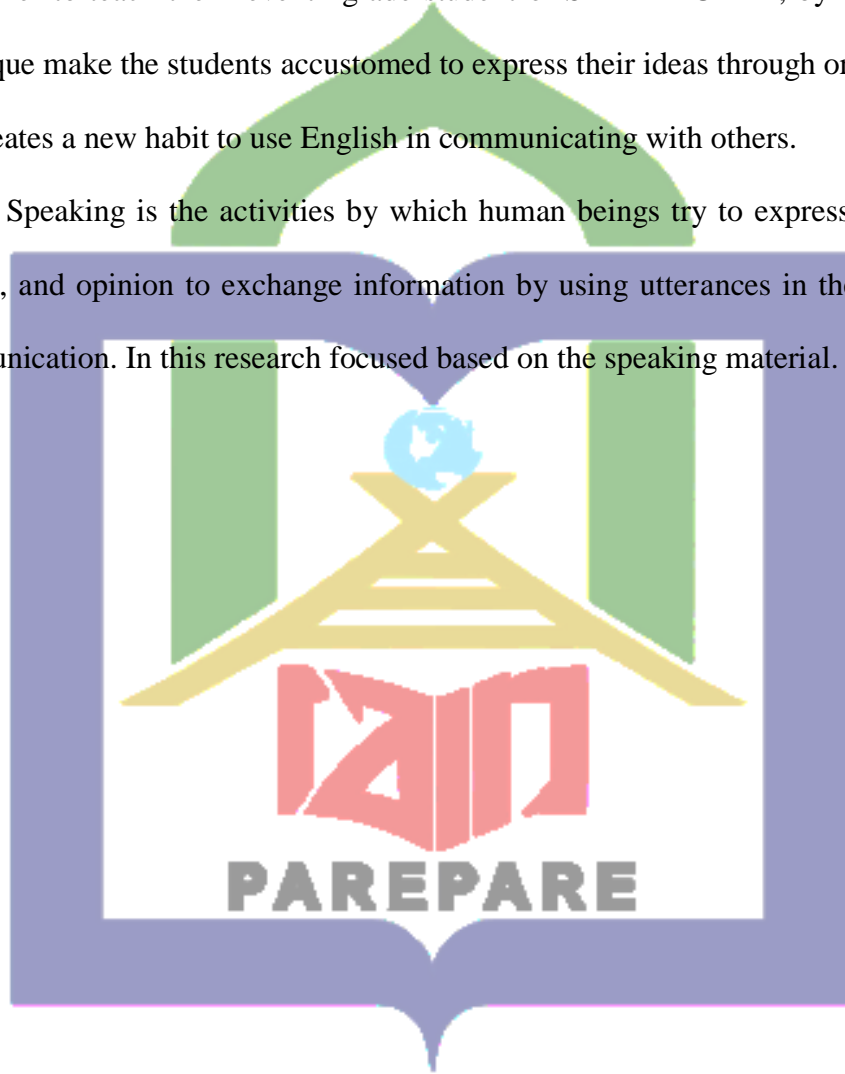 que make the students accustomed to express their ideas through
eates a new habit to use English in communicating with others.
Speaking is the activities by which human beings try to express
, and opinion to exchange information by using utterances in the
unication. In this research focused based on the speaking material.
iain
PAREPARE